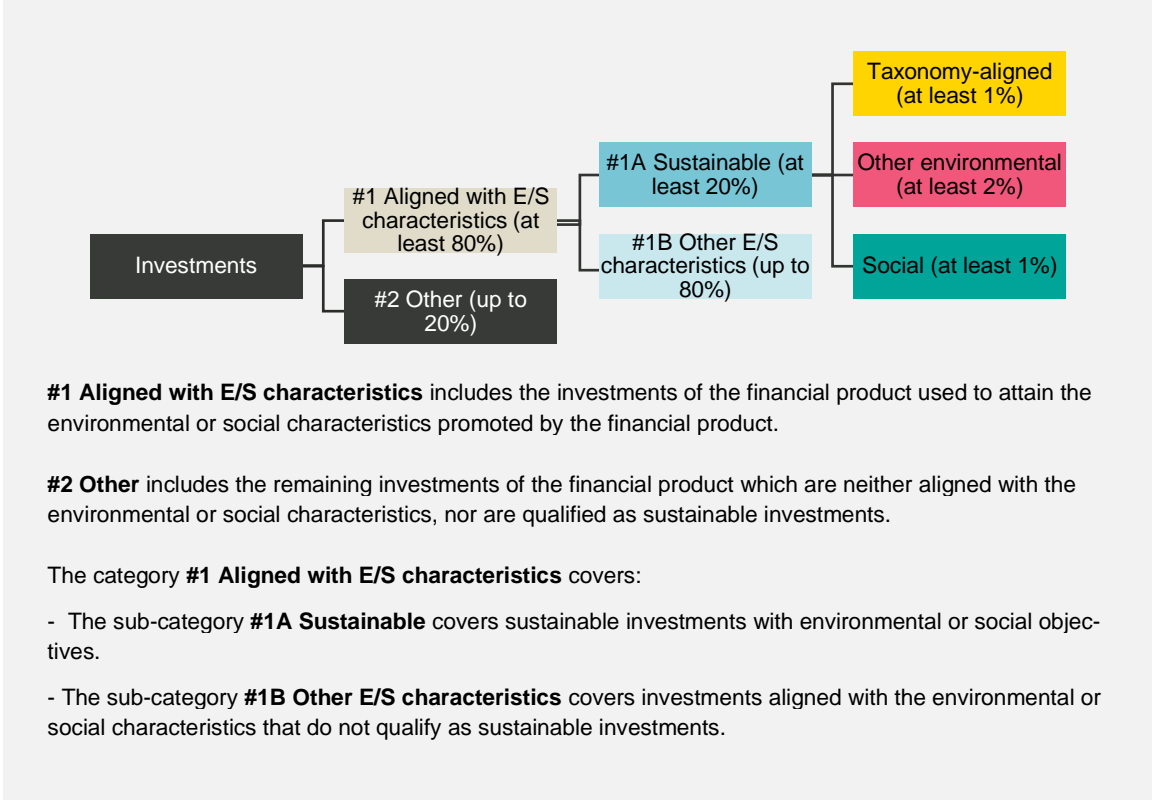 Taxonomy-aligned
(at least 1%)
#1A Sustainable (at
least 20%)
Other environmental
(at least 2%)
#1 Aligned with E/S
characteristics (at
least 80%)
Investments
#1B Other E/S
characteristics (up to
80%)
Social (at least 1%)
#2 Other (up to
20%)
#1 Aligned with E/S characteristics includes the investments of the financial product used to attain the
environmental or social characteristics promoted by the financial product.
#2 Other includes the remaining investments of the financial product which are neither aligned with the
environmental or social characteristics, nor are qualified as sustainable investments.
The category #1 Aligned with E/S characteristics covers:
- The sub-category #1A Sustainable covers sustainable investments with environmental or social objec-
tives.
- The sub-category #1B Other E/S characteristics covers investments aligned with the environmental or
social characteristics that do not qualify as sustainable investments.